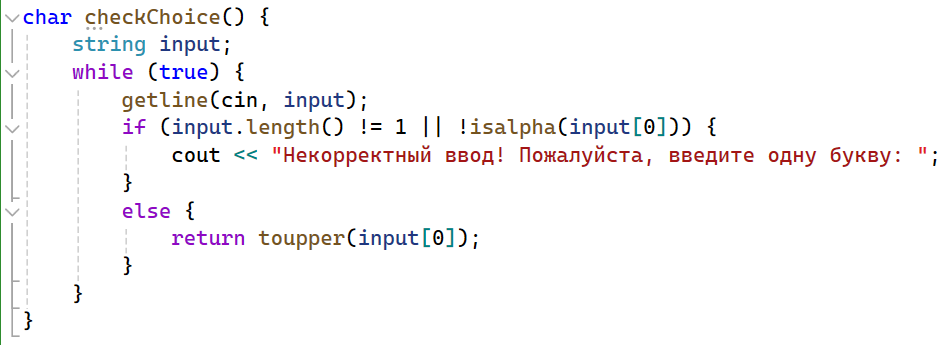 char checkChoice() {
    string input;
    while (true) {
        getline(cin, input);
        if (input.length() != 1 || !isalpha(input[0])) {
            cout << "Некорректный ввод! Пожалуйста, введите одну букву: ";
        }
        else {
            return toupper(input[0]);
        }
    }
}